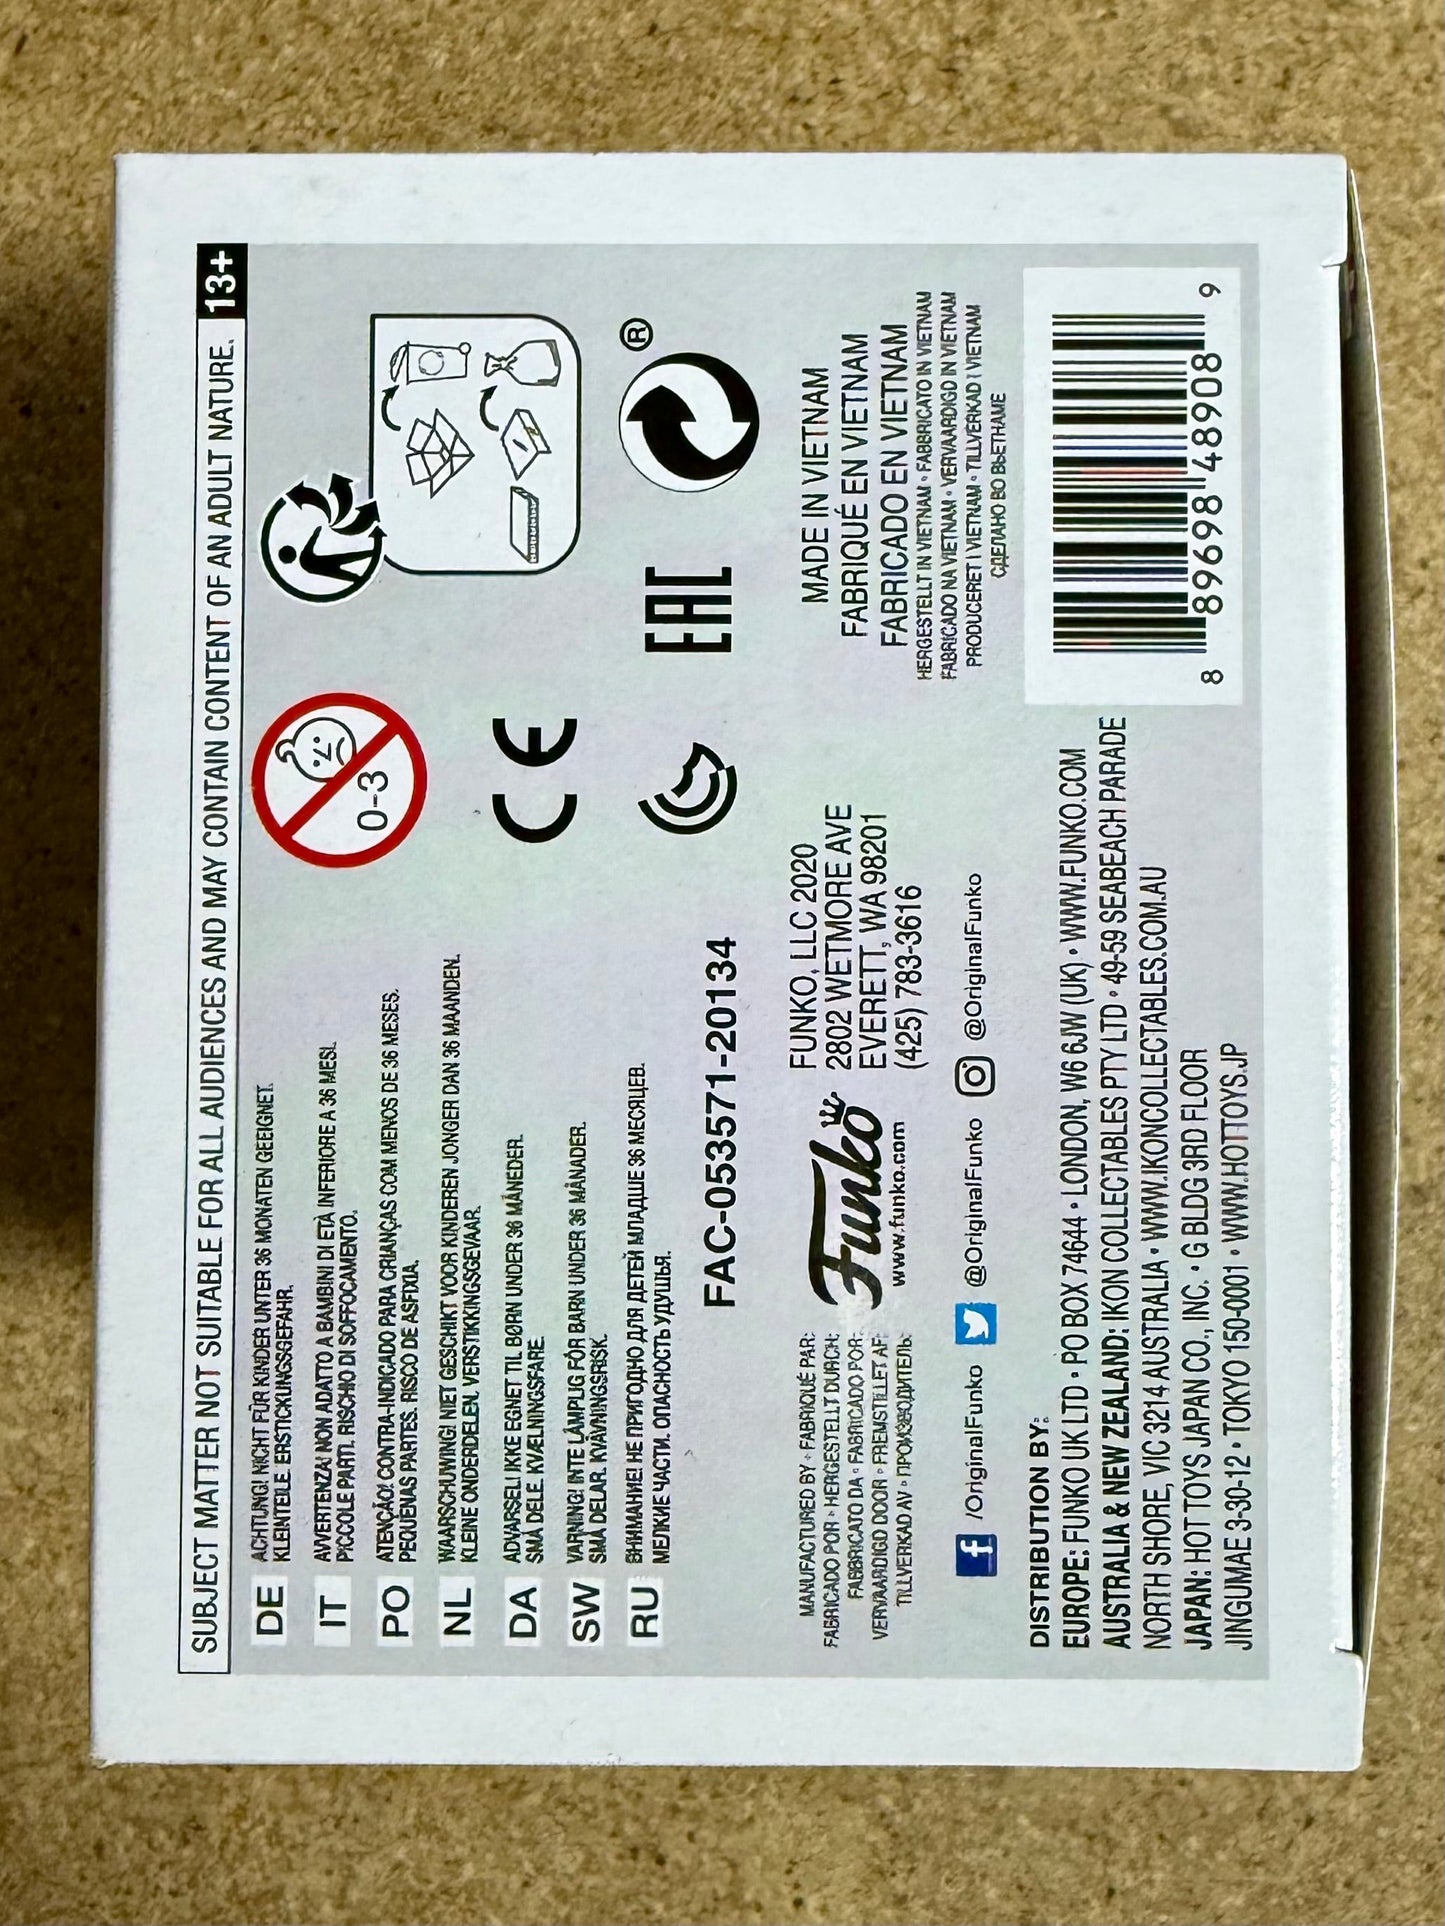 SUBJECT MATTER NOT SUITABLE FOR ALL AUDIENCES AND MAY CONTAIN CONTENT OF AN ADULT NATURE. 13+
DE ACHTUNG! NICHT FÜR KINDER UNTER 36 MONATEN GEEIGNET.
KLEINTEILE. ERSTICKUNGSGEFAHR.
IT AVVERTENZA! NON ADATTO A BAMBINI DI ETÀ INFERIORE A 36 MESI.
PICCOLE PARTI. RISCHIO DI SOFFOCAMENTO.
PO ATENÇÃO! CONTRA-INDICADO PARA CRIANÇAS COM MENOS DE 36 MESES.
PEQUENAS PARTES. RISCO DE ASFIXIA.
NL WAARSCHUWING! NIET GESCHIKT VOOR KINDEREN JONGER DAN 36 MAANDEN.
KLEINE ONDERDELEN. VERSTIKKINGSGEVAAR.
DA ADVARSEL! IKKE EGNET TIL BØRN UNDER 36 MÅNEDER.
SMÅ DELE. KVÆLNINGSFARE.
SW VARNING! INTE LÄMPLIG FÖR BARN UNDER 36 MÅNADER.
SMÅ DELAR. KVÄVNINGSRISK.
RU ВНИМАНИЕ! НЕ ПРИГОДНО ДЛЯ ДЕТЕЙ МЛАДШЕ 36 МЕСЯЦЕВ.
МЕЛКИЕ ЧАСТИ. ОПАСНОСТЬ УДУШЬЯ.
0-3
CE
EAC
®
FAC-053571-20134
MANUFACTURED BY • FABRIQUÉ PAR:
FABRICADO POR • HERGESTELLT DURCH:
FABBRICATO DA • FABRICADO POR:
VERVAARDIGD DOOR • FREMSTILLET AF:
TILLVERKAD AV • ПРОИЗВОДИТЕЛЬ:
Funko
www.funko.com
FUNKO, LLC 2020
2802 WETMORE AVE
EVERETT, WA 98201
(425) 783-3616
MADE IN VIETNAM
FABRIQUÉ EN VIETNAM
FABRICADO EN VIETNAM
HERGESTELLT IN VIETNAM • FABBRICATO IN VIETNAM
FABRICADO NA VIETNAM • VERVAARDIGD IN VIETNAM
PRODUCERET I VIETNAM • TILLVERKAD I VIETNAM
СДЕЛАНО ВО ВЬЕТНАМЕ
/OriginalFunko @OriginalFunko @OriginalFunko
DISTRIBUTION BY:
EUROPE: FUNKO UK LTD • PO BOX 74644 • LONDON, W6 6JW (UK) • WWW.FUNKO.COM
AUSTRALIA & NEW ZEALAND: IKON COLLECTABLES PTY LTD • 49-59 SEABEACH PARADE
NORTH SHORE, VIC 3214 AUSTRALIA • WWW.IKONCOLLECTABLES.COM.AU
JAPAN: HOT TOYS JAPAN CO., INC. • G BLDG 3RD FLOOR
JINGUMAE 3-30-12 • TOKYO 150-0001 • WWW.HOTTOYS.JP
8 89698 48908 9